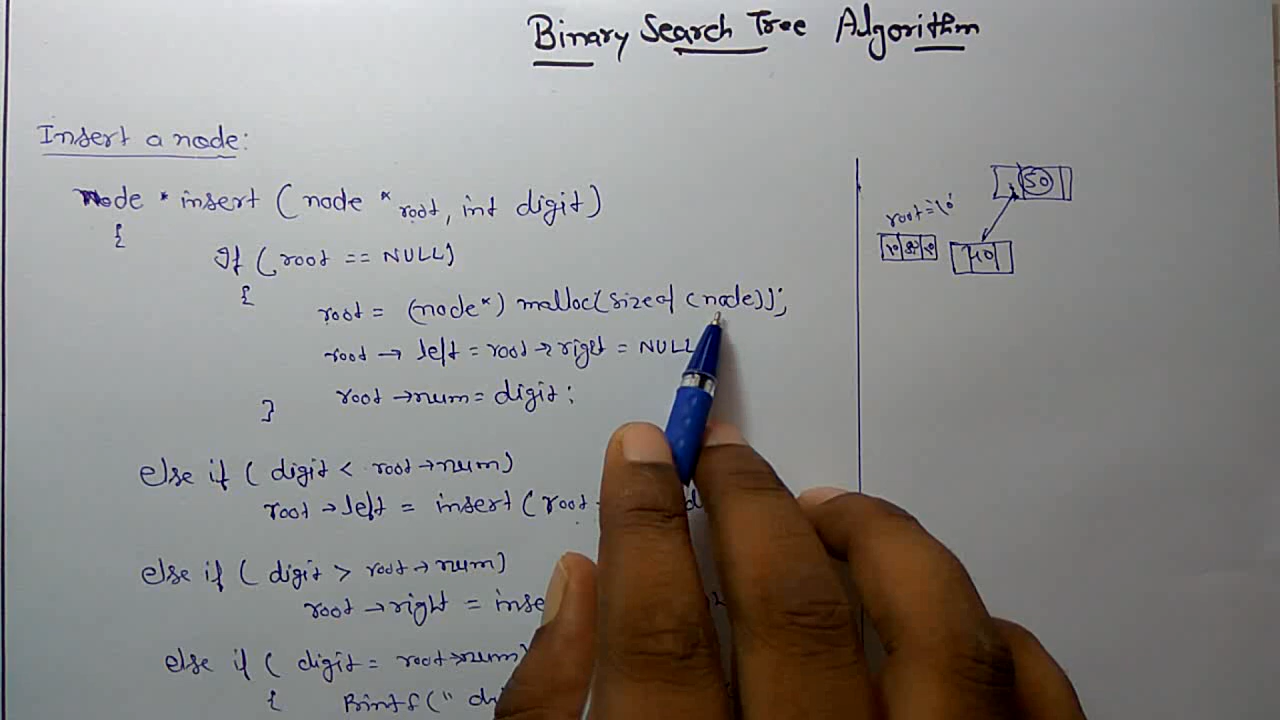 Binary Search Tree Algorithm
Insert a node:
node * insert ( node * root, int digit )
{
If ( root == NULL )
{
root = (node*) malloc(sizeof (node));
root → left = root → right = NULL
root → num = digit ;
}
else if ( digit < root → num )
root → left = insert ( root
else if ( digit > root → num )
root → right =
else if ( digit = root → num )
{ Printf ( "
50
root = 10
40